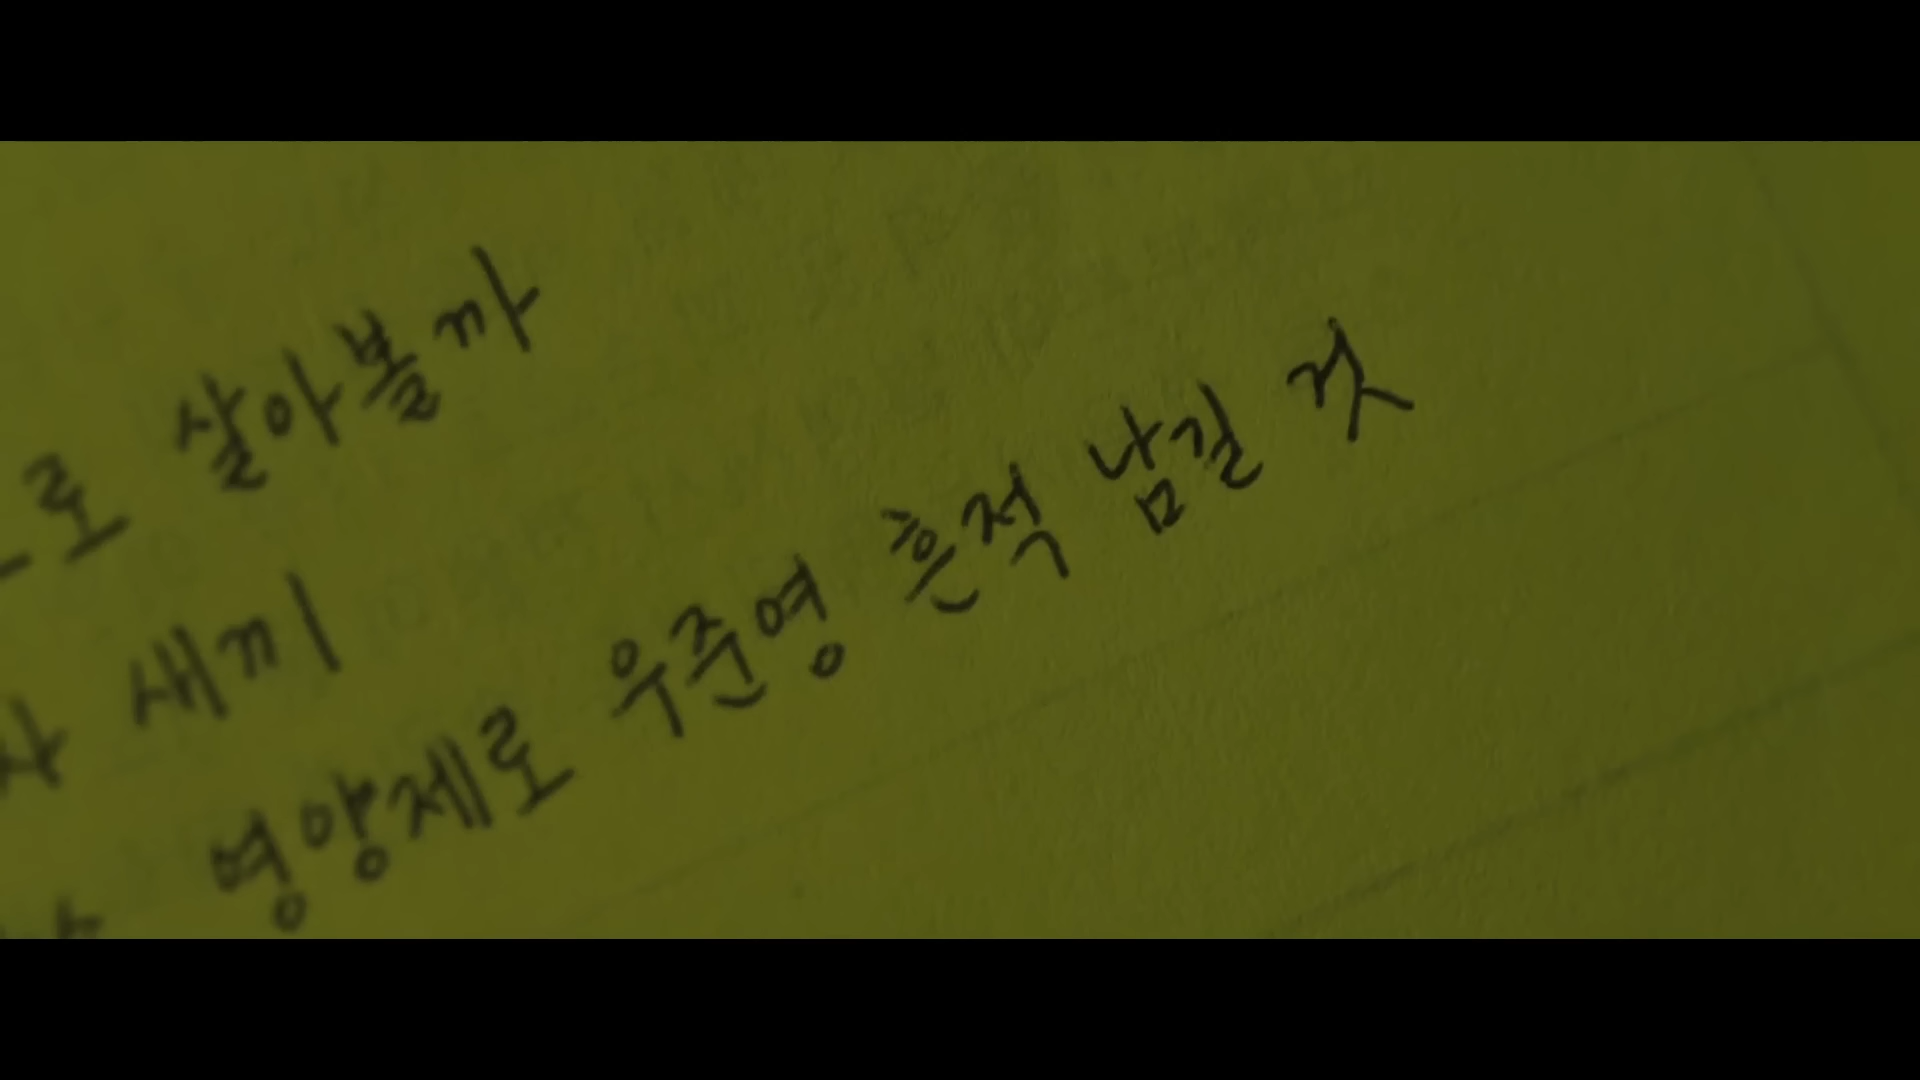 로 살아볼까
새끼
영양제로 우준영 흔적 남길 것